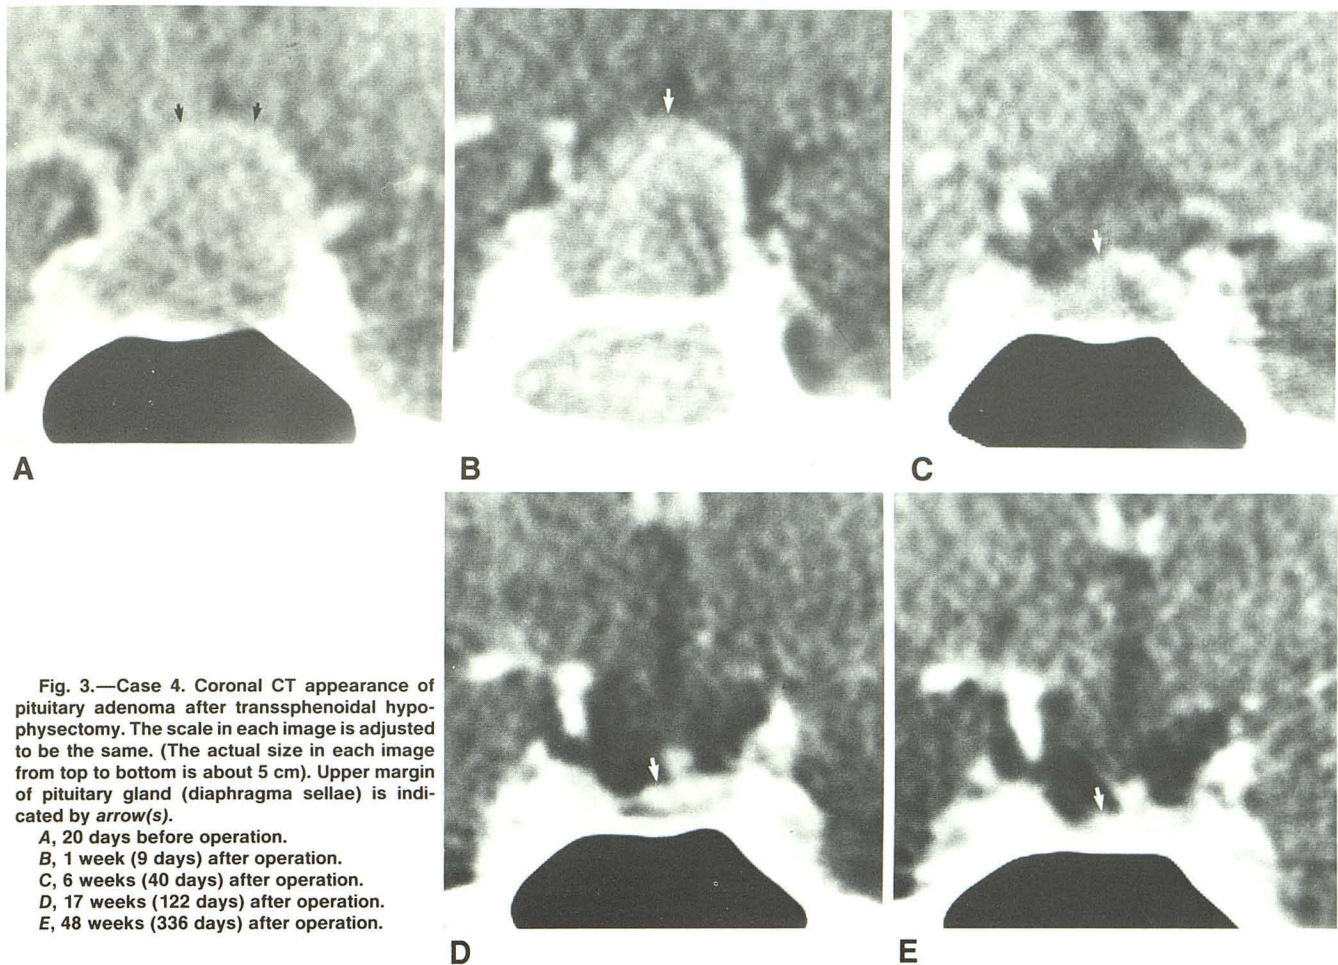 A
B
C
Fig. 3.—Case 4. Coronal CT appearance of
pituitary adenoma after transsphenoidal hypo-
physectomy. The scale in each image is adjusted
to be the same. (The actual size in each image
from top to bottom is about 5 cm). Upper margin
of pituitary gland (diaphragma sellae) is indi-
cated by arrow(s).
A, 20 days before operation.
B, 1 week (9 days) after operation.
C, 6 weeks (40 days) after operation.
D, 17 weeks (122 days) after operation.
E, 48 weeks (336 days) after operation.
D
E